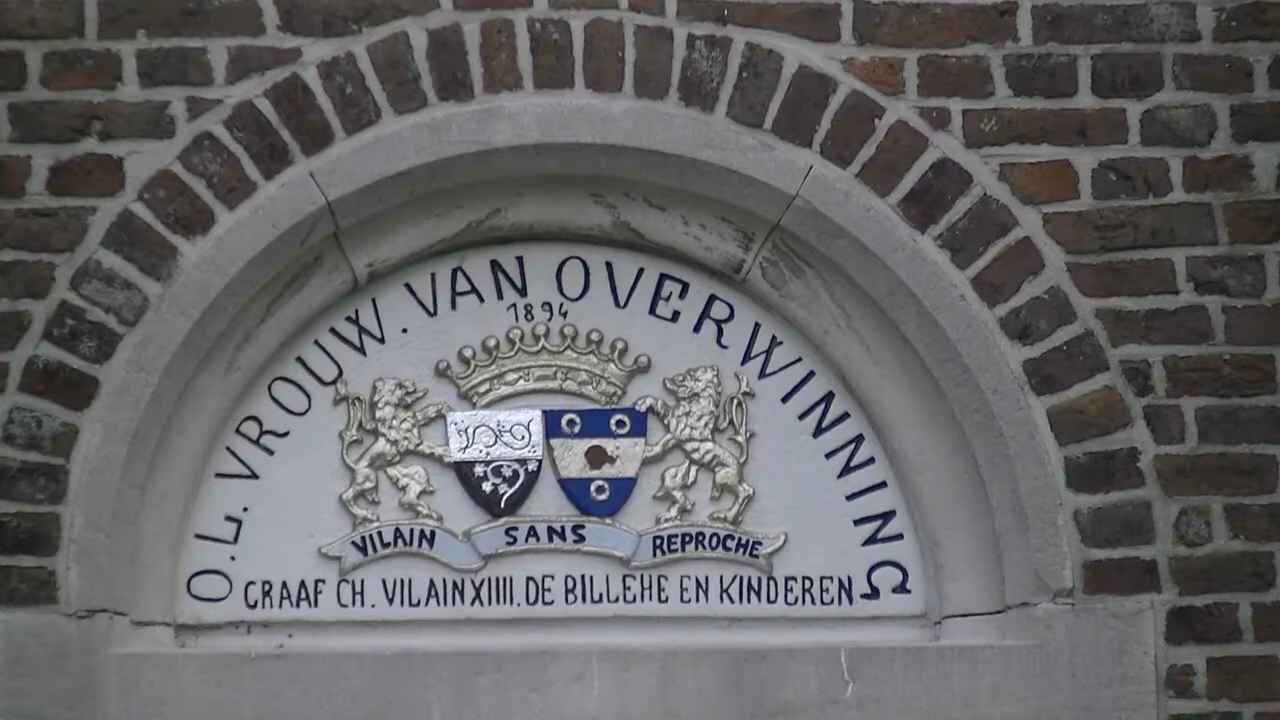 O.L. VROUW. VAN OVERWINNING
1894
VILAIN SANS REPROCHE
GRAAF CH. VILAIN XIIII. DE BILLEHE EN KINDEREN